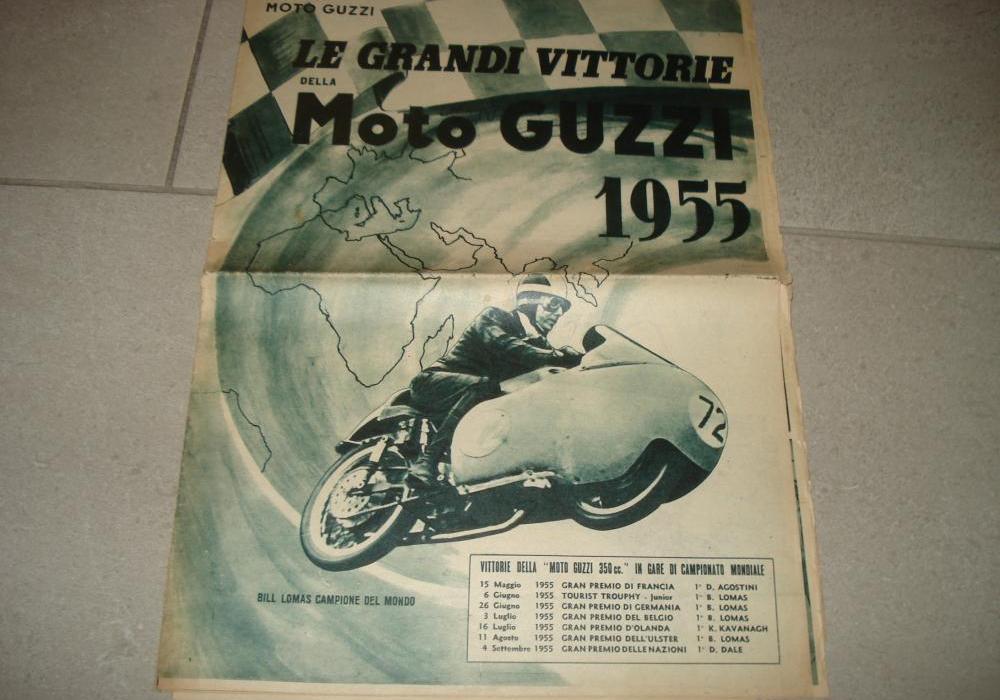 MOTO GUZZI
LE GRANDI VITTORIE
DELLA
Moto GUZZI
1955
72
BILL LOMAS CAMPIONE DEL MONDO
VITTORIE DELLA "MOTO GUZZI 350 cc." IN GARE DI CAMPIONATO MONDIALE
15 Maggio 1955 GRAN PREMIO DI FRANCIA 1° D. AGOSTINI
6 Giugno 1955 TOURIST TROUPHY - Junior 1° B. LOMAS
26 Giugno 1955 GRAN PREMIO DI GERMANIA 1° B. LOMAS
3 Luglio 1955 GRAN PREMIO DEL BELGIO 1° B. LOMAS
16 Luglio 1955 GRAN PREMIO D'OLANDA 1° K. KAVANAGH
11 Agosto 1955 GRAN PREMIO DELL'ULSTER 1° B. LOMAS
4 Settembre 1955 GRAN PREMIO DELLE NAZIONI 1° D. DALE